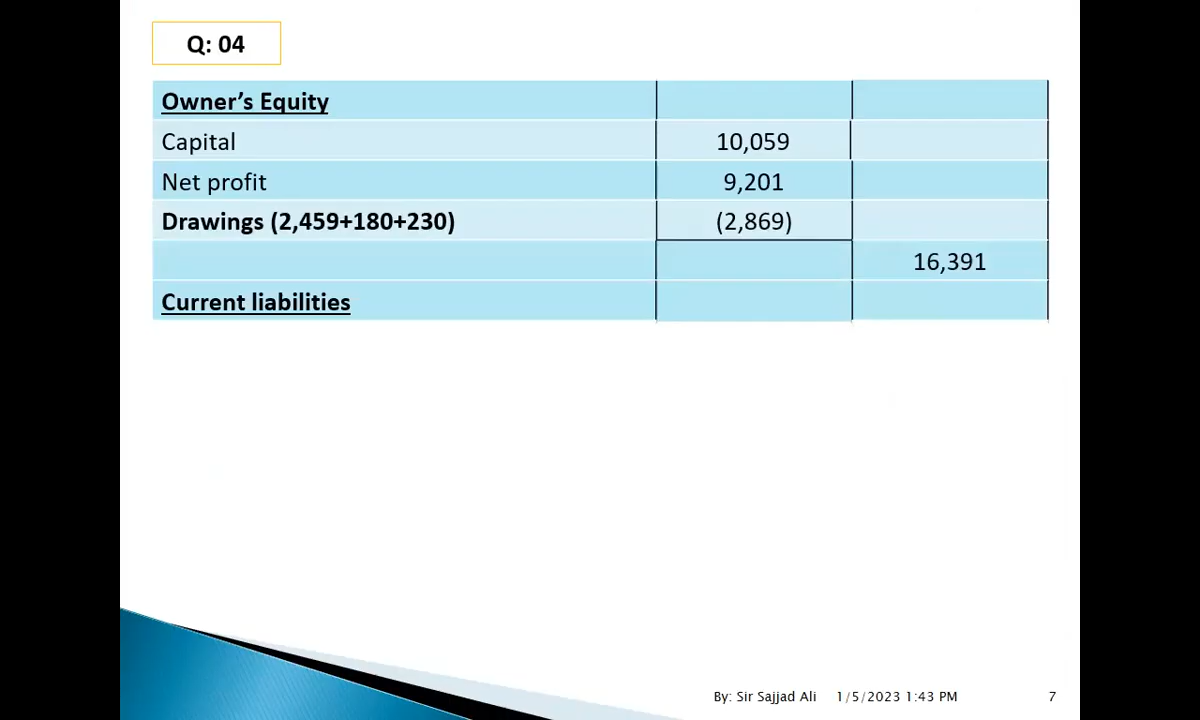 Q: 04
Owner’s Equity
Capital 10,059
Net profit 9,201
Drawings (2,459+180+230) (2,869)
16,391
Current liabilities
By: Sir Sajjad Ali 1/5/2023 1:43 PM 7